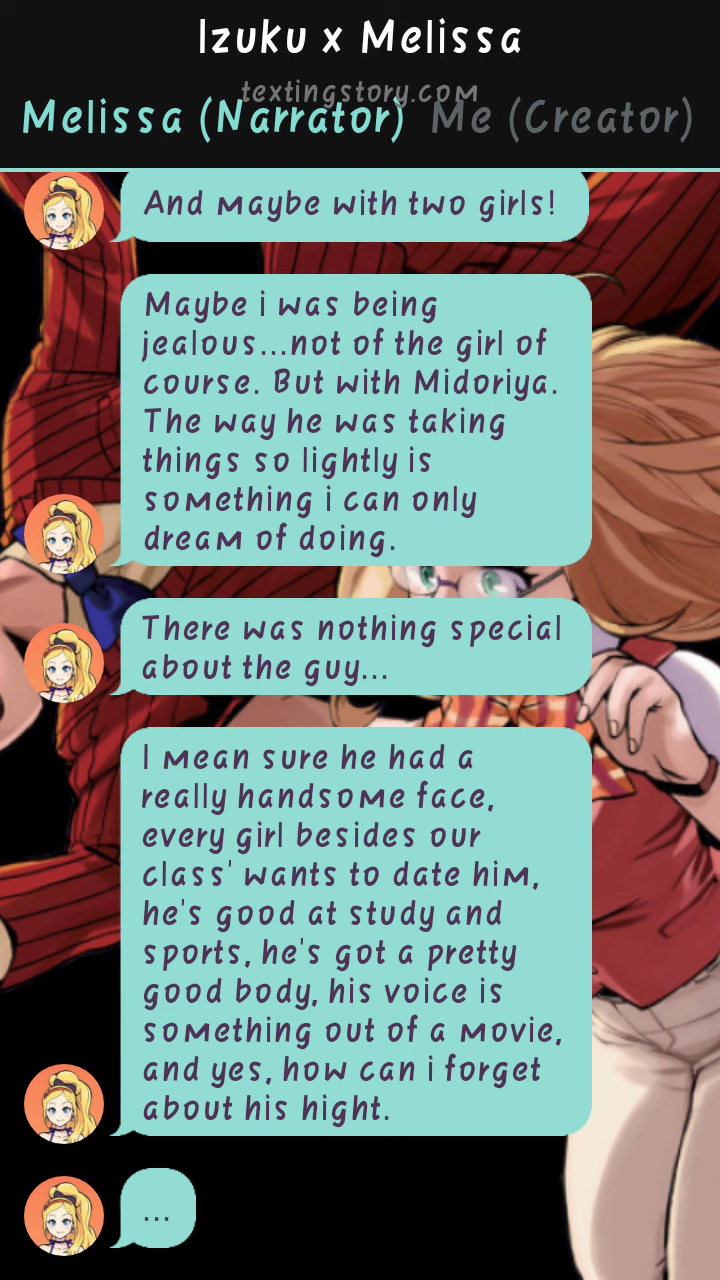 Izuku x Melissa
textingstory.com
Melissa (Narrator) Me (Creator)
And maybe with two girls!
Maybe i was being
jealous...not of the girl of
course. But with Midoriya.
The way he was taking
things so lightly is
something i can only
dream of doing.
There was nothing special
about the guy...
I mean sure he had a
really handsome face,
every girl besides our
class' wants to date him,
he's good at study and
sports, he's got a pretty
good body, his voice is
something out of a movie,
and yes, how can i forget
about his hight.
...